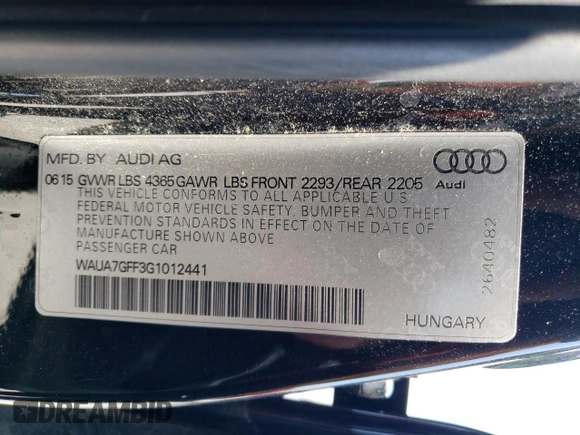 MFD. BY AUDI AG
06 15 GVWR LBS 4365 GAWR LBS FRONT 2293/REAR 2205
Audi
THIS VEHICLE CONFORMS TO ALL APPLICABLE U.S.
FEDERAL MOTOR VEHICLE SAFETY, BUMPER AND THEFT
PREVENTION STANDARDS IN EFFECT ON THE DATE OF
MANUFACTURE SHOWN ABOVE
PASSENGER CAR
WAUA7GFF3G1012441
2640482
HUNGARY
DREAMBID